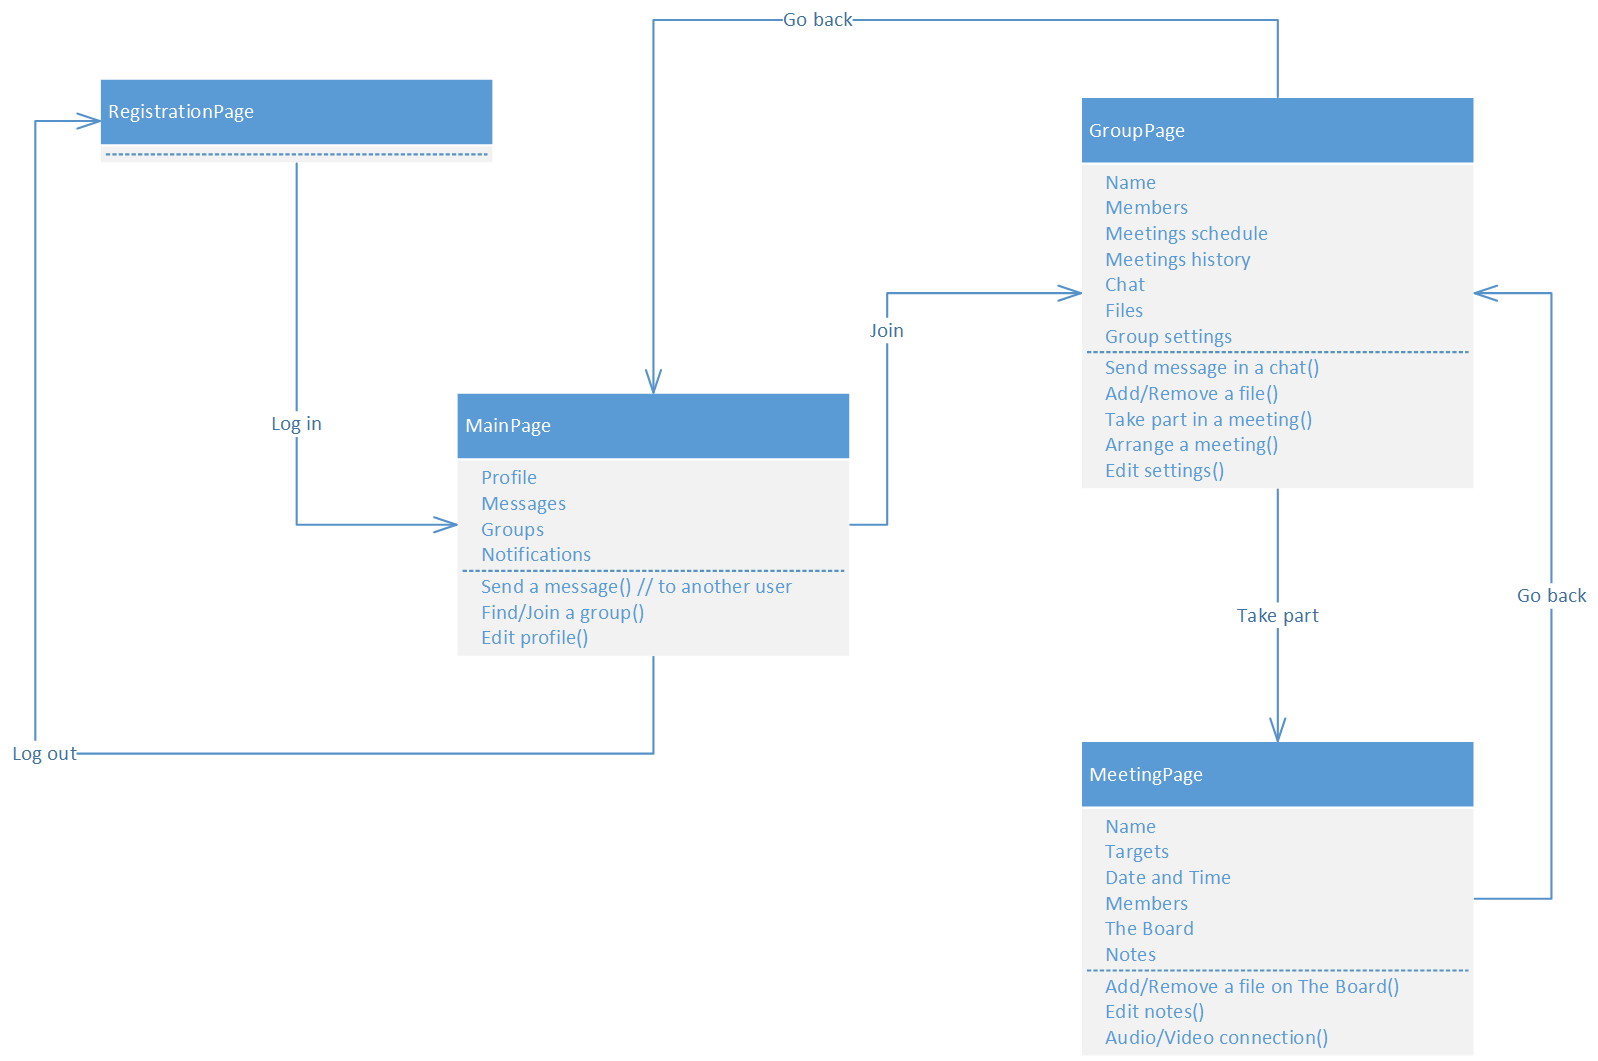 Go back
RegistrationPage
GroupPage
Name
Members
Meetings schedule
Meetings history
Chat
Files
Group settings
Send message in a chat()
Add/Remove a file()
Take part in a meeting()
Arrange a meeting()
Edit settings()
Join
Log in
MainPage
Profile
Messages
Groups
Notifications
Send a message() // to another user
Find/Join a group()
Edit profile()
Go back
Take part
Log out
MeetingPage
Name
Targets
Date and Time
Members
The Board
Notes
Add/Remove a file on The Board()
Edit notes()
Audio/Video connection()